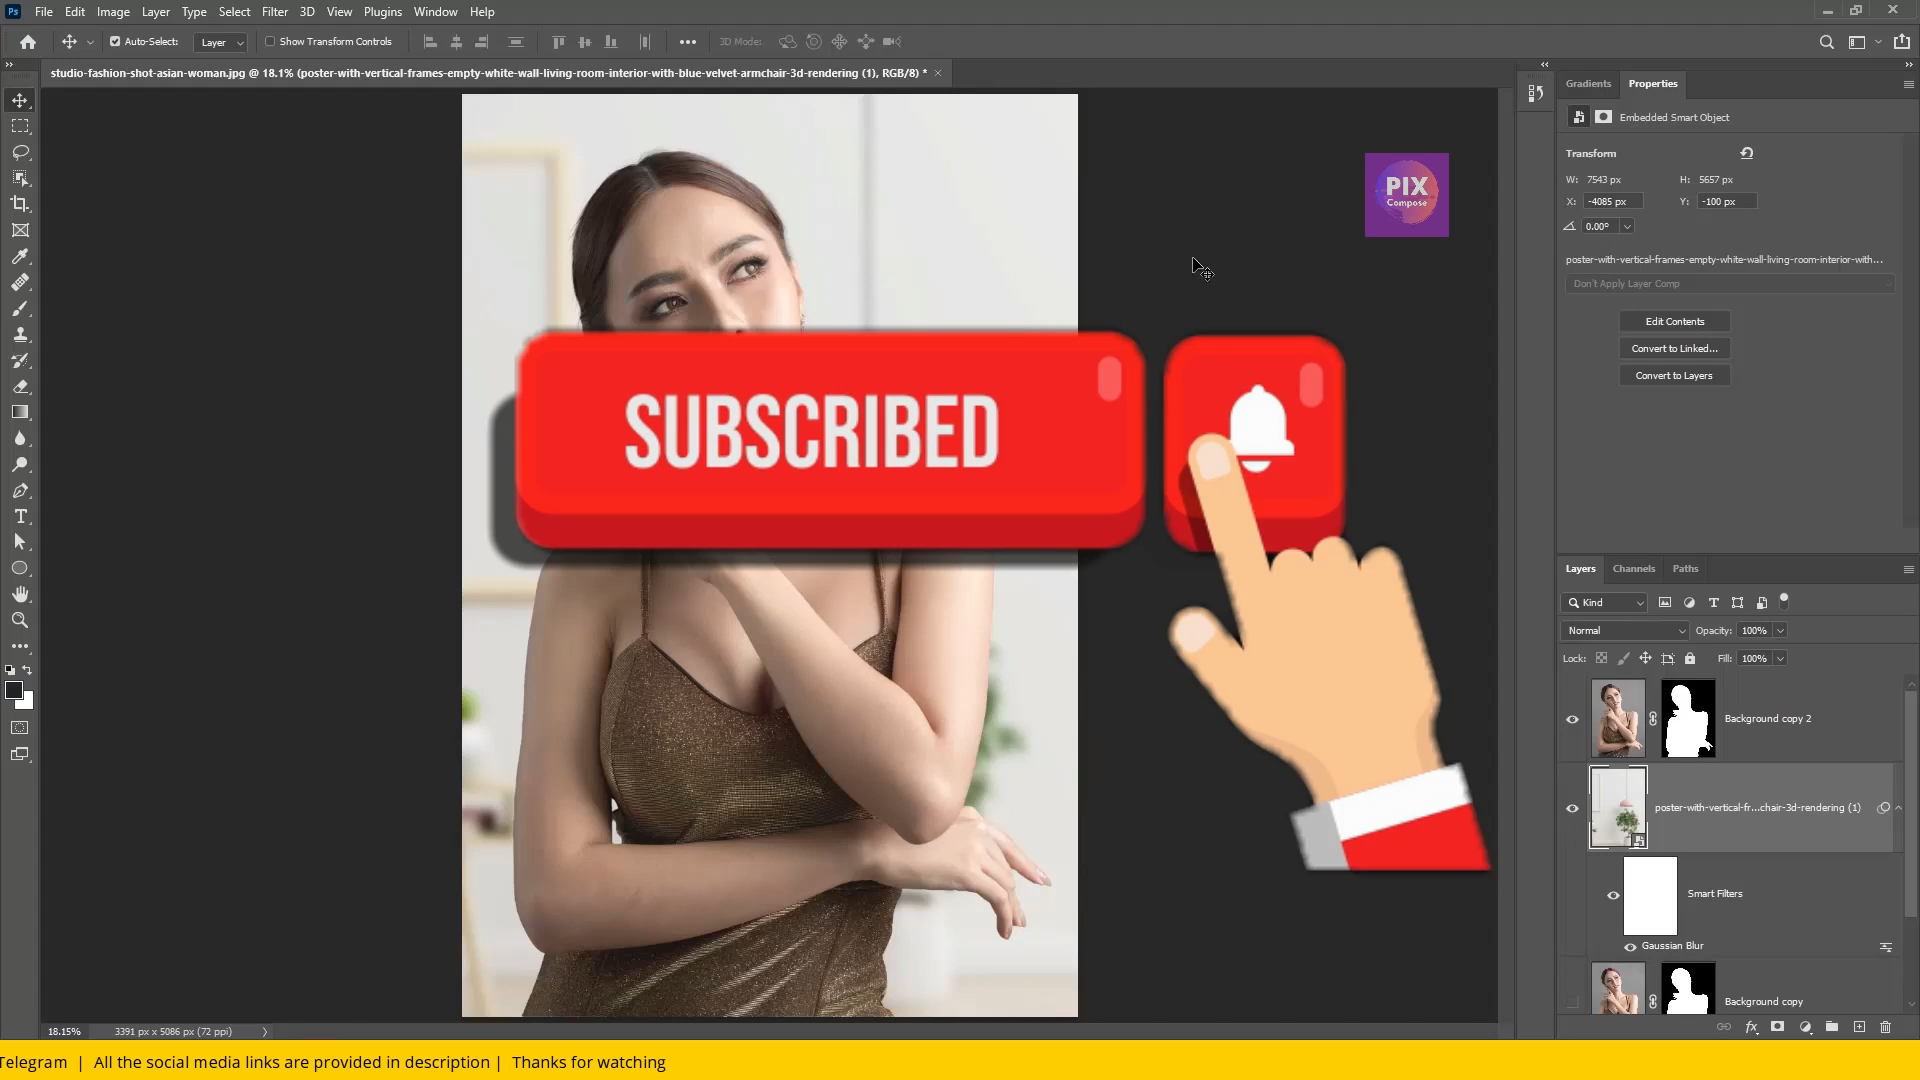 Ps File Edit Image Layer Type Select Filter 3D View Plugins Window Help
Auto-Select: Layer Show Transform Controls 3D Mode:
studio-fashion-shot-asian-woman.jpg @ 18.1% (poster-with-vertical-frames-empty-white-wall-living-room-interior-with-blue-velvet-armchair-3d-rendering (1), RGB/8) *
Gradients Properties
Embedded Smart Object
Transform
W: 7543 px H: 5657 px
X: -4085 px Y: -100 px
0.00°
poster-with-vertical-frames-empty-white-wall-living-room-interior-with...
Don't Apply Layer Comp
Edit Contents
Convert to Linked...
Convert to Layers
PIX
Compose
SUBSCRIBED
Layers Channels Paths
Kind
Normal Opacity: 100%
Lock: Fill: 100%
Background copy 2
poster-with-vertical-fr...chair-3d-rendering (1)
Smart Filters
Gaussian Blur
Background copy
18.15% 3391 px x 5086 px (72 ppi)
Telegram | All the social media links are provided in description | Thanks for watching